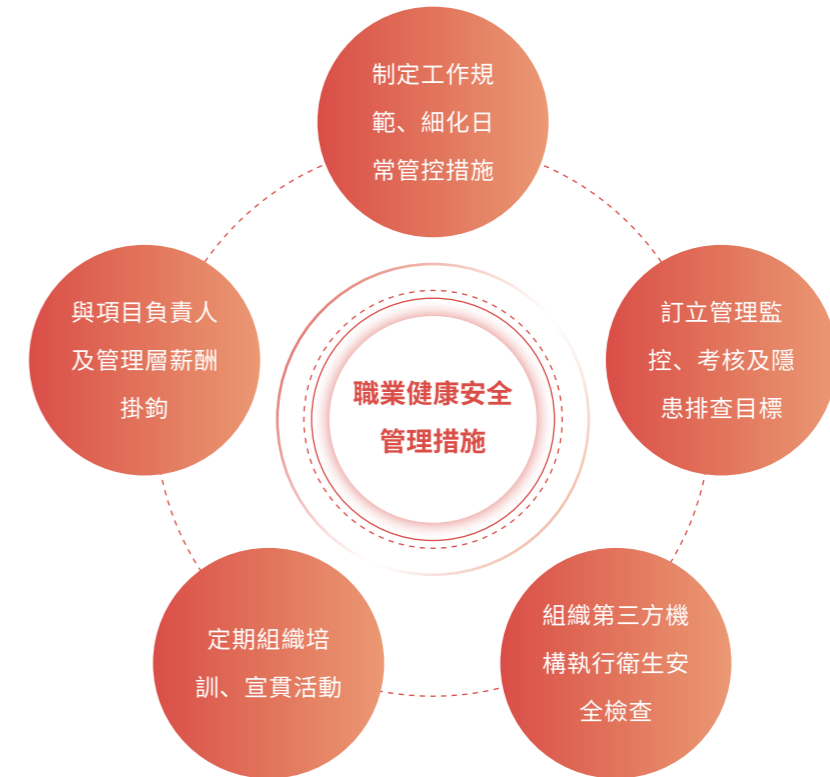 制定工作規
範、細化日
常管控措施
與項目負責人
及管理層薪酬
掛鈎
訂立管理監
控、考核及隱
患排查目標
職業健康安全
管理措施
定期組織培
訓、宣貫活動
組織第三方機
構執行衛生安
全檢查